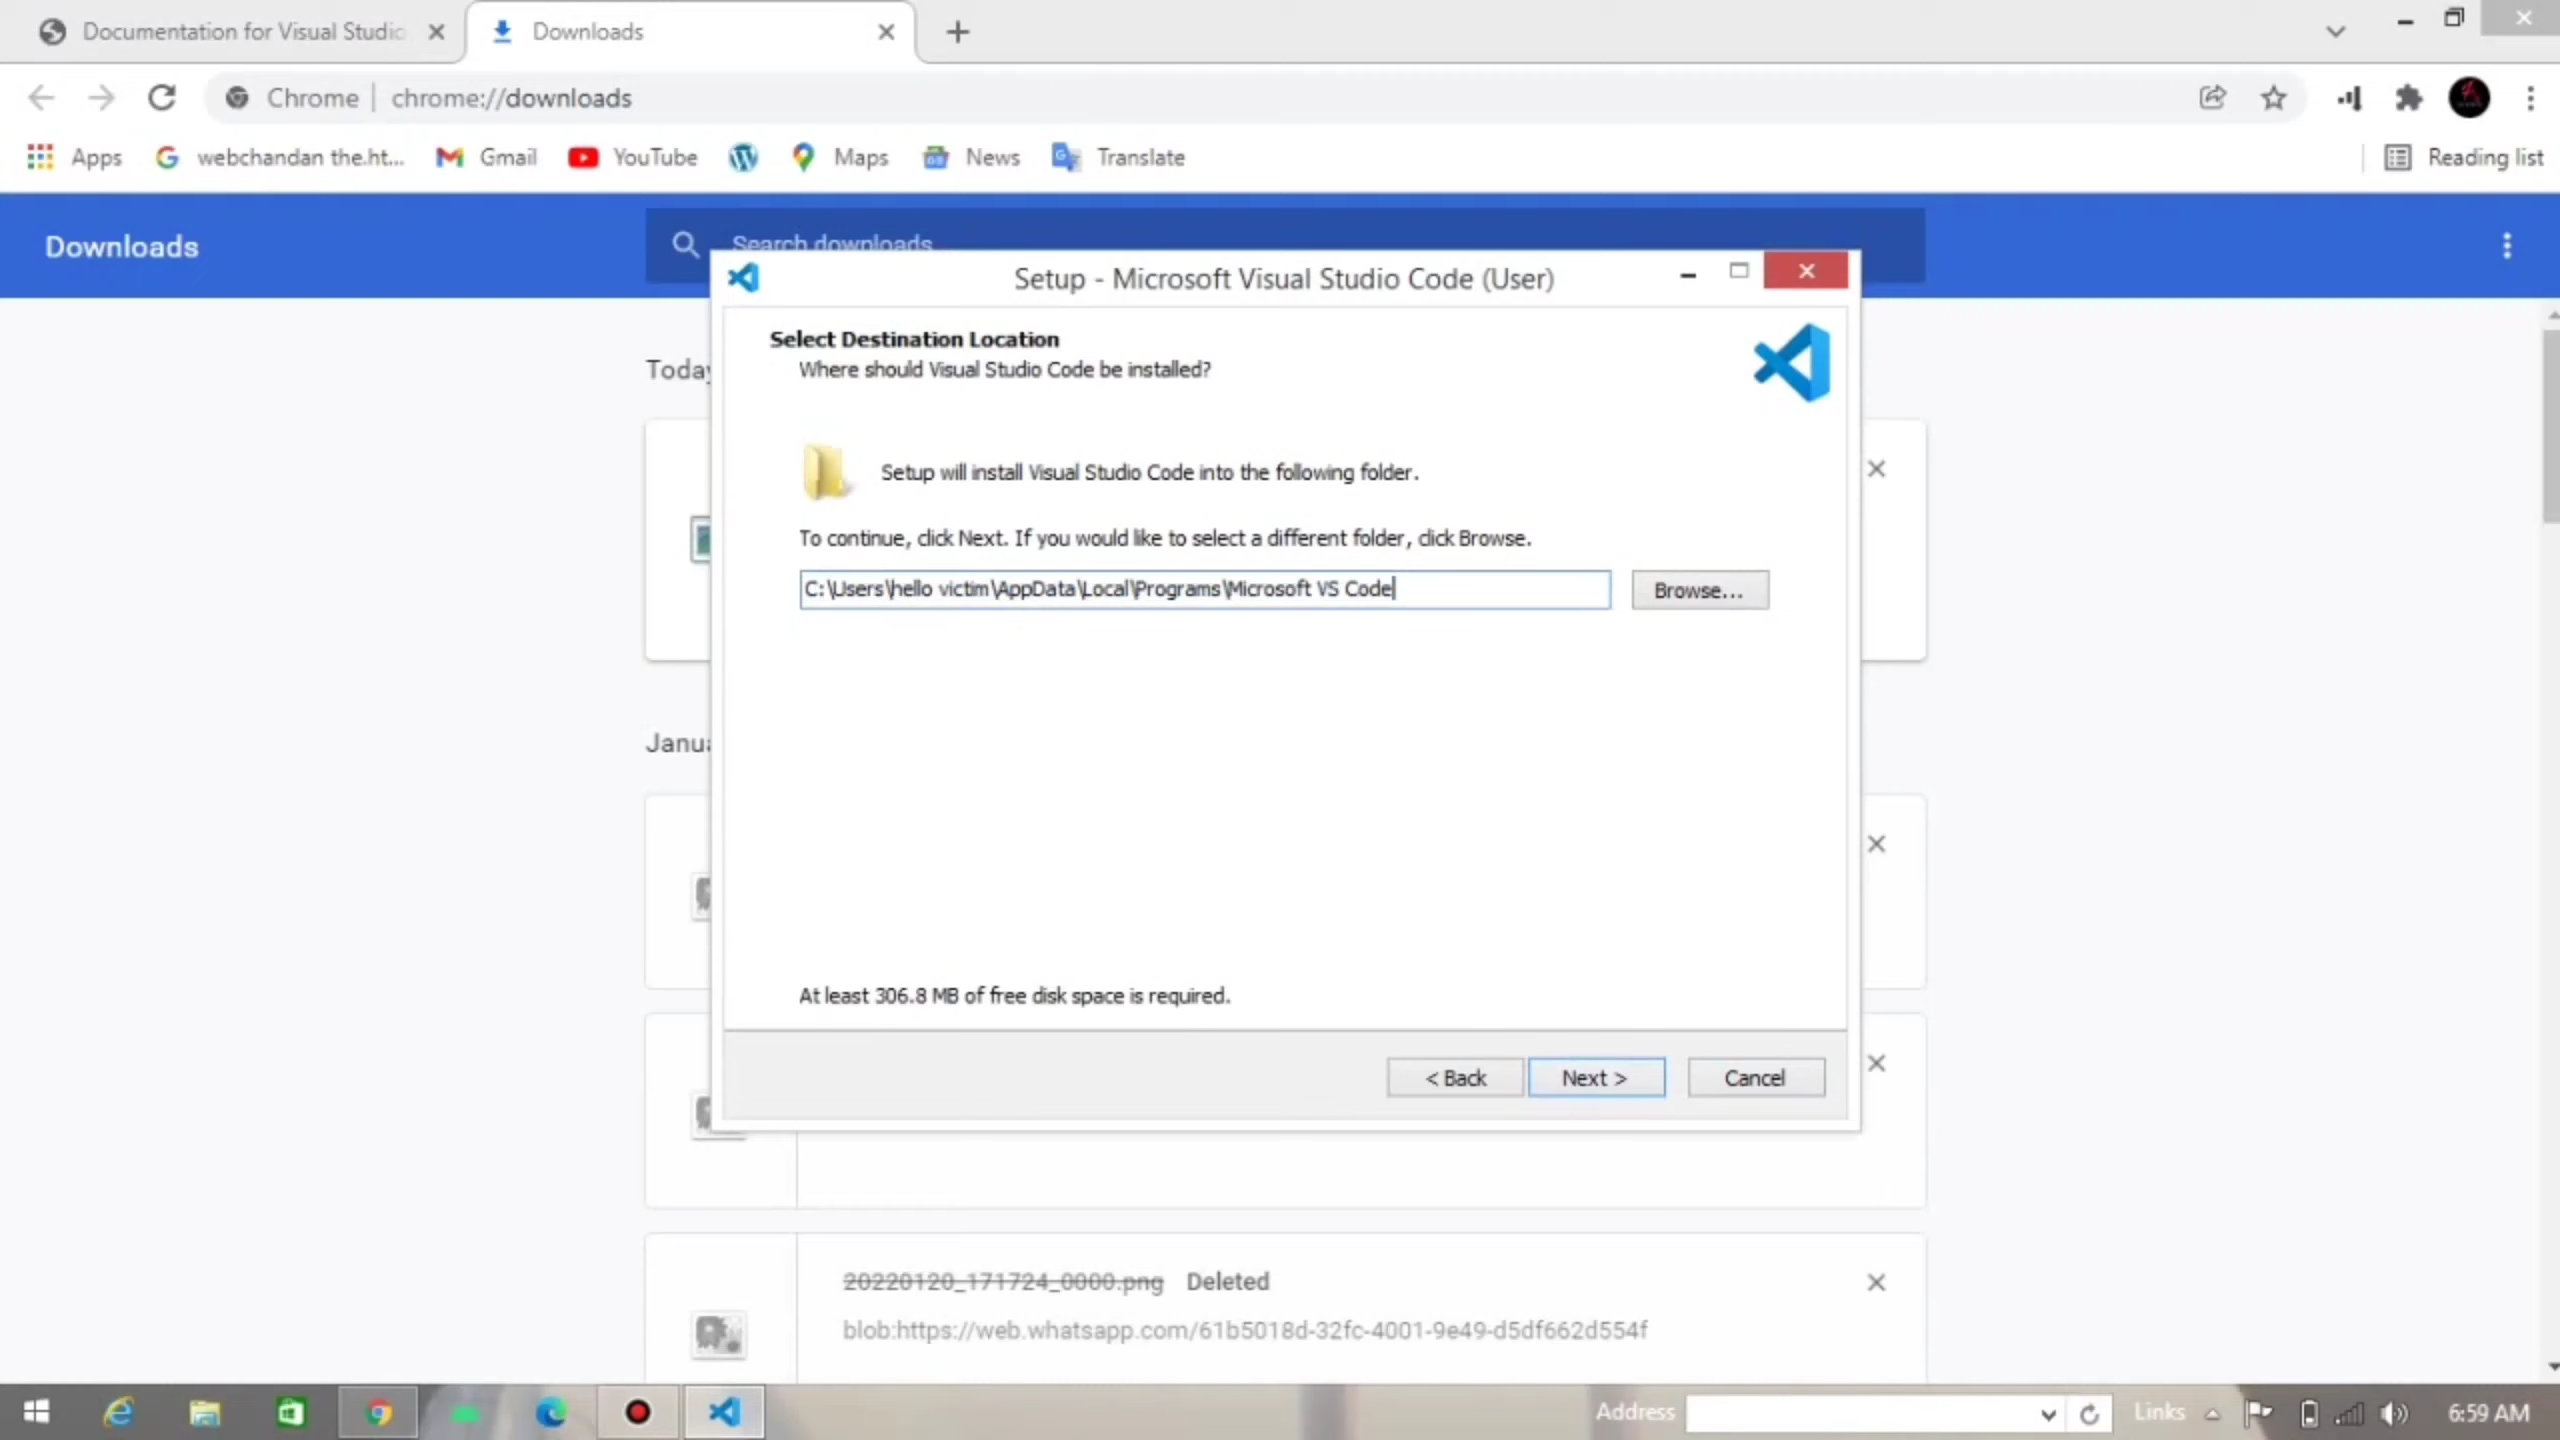 Documentation for Visual Studio
Downloads
Chrome | chrome://downloads
Apps
webchandan the.ht...
Gmail
YouTube
Maps
News
Translate
Reading list
Downloads
Search downloads
Setup - Microsoft Visual Studio Code (User)
Select Destination Location
Where should Visual Studio Code be installed?
Today
Setup will install Visual Studio Code into the following folder.
To continue, click Next. If you would like to select a different folder, click Browse.
C:\Users\hello victim\AppData\Local\Programs\Microsoft VS Code
Browse...
At least 306.8 MB of free disk space is required.
< Back
Next >
Cancel
20220120_171724_0000.png Deleted
blob:https://web.whatsapp.com/61b5018d-32fc-4001-9e49-d5df662d554f
Address
Links
6:59 AM